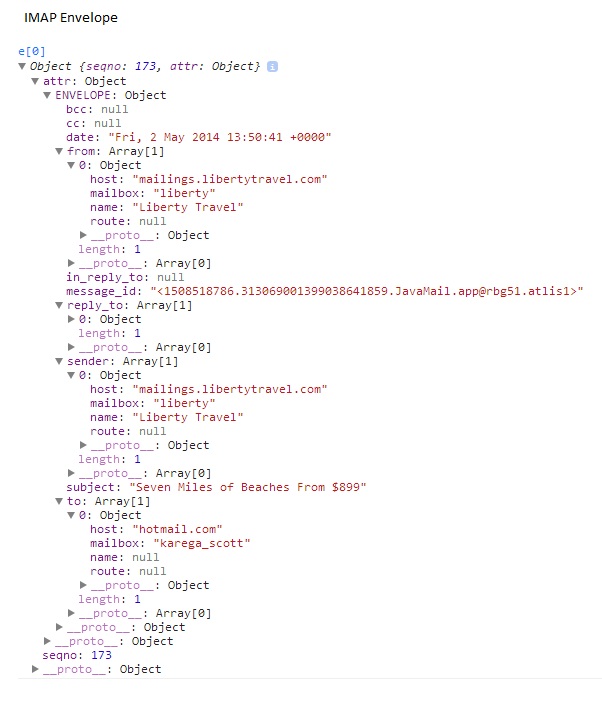 IMAP Envelope
e[0]
Object {seqno: 173, attr: Object} i
attr: Object
ENVELOPE: Object
bcc: null
cc: null
date: "Fri, 2 May 2014 13:50:41 +0000"
from: Array[1]
0: Object
host: "mailings.libertytravel.com"
mailbox: "liberty"
name: "Liberty Travel"
route: null
__proto__: Object
length: 1
__proto__: Array[0]
in_reply_to: null
message_id: "<1508518786.313069001399038641859.JavaMail.app@rbg51.atlis1>"
reply_to: Array[1]
0: Object
length: 1
__proto__: Array[0]
sender: Array[1]
0: Object
host: "mailings.libertytravel.com"
mailbox: "liberty"
name: "Liberty Travel"
route: null
__proto__: Object
length: 1
__proto__: Array[0]
subject: "Seven Miles of Beaches From $899"
to: Array[1]
0: Object
host: "hotmail.com"
mailbox: "karega_scott"
name: null
route: null
__proto__: Object
length: 1
__proto__: Array[0]
__proto__: Object
__proto__: Object
seqno: 173
__proto__: Object